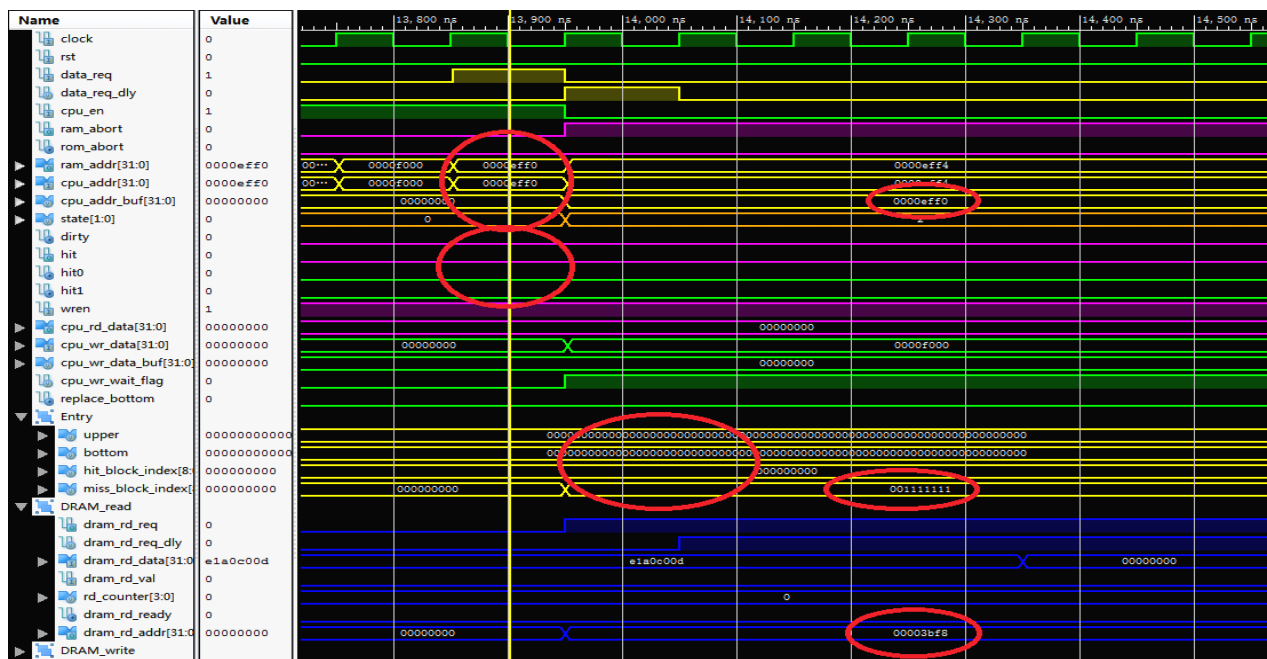 Name Value
13,800 ns 13,900 ns 14,000 ns 14,100 ns 14,200 ns 14,300 ns 14,400 ns 14,500 ns
clock 0
rst 0
data_req 1
data_req_dly 0
cpu_en 1
ram_abort 0
rom_abort 0
ram_addr[31:0] 0000eff0 00··· 0000f000 0000eff0 0000eff4
cpu_addr[31:0] 0000eff0 00··· 0000f000 0000eff0 0000eff4
cpu_addr_buf[31:0] 00000000 00000000 0000eff0
state[1:0] 0 0
dirty 0
hit 0
hit0 0
hit1 0
wren 1
cpu_rd_data[31:0] 00000000 00000000
cpu_wr_data[31:0] 00000000 00000000 0000f000
cpu_wr_data_buf[31:0] 00000000 00000000
cpu_wr_wait_flag 0
replace_bottom 0
Entry
upper 00000000000
bottom 00000000000
hit_block_index[8: 000000000 000000000
miss_block_index[ 000000000 000000000 001111111
DRAM_read
dram_rd_req 0
dram_rd_req_dly 0
dram_rd_data[31:0 e1a0c00d e1a0c00d 00000000
dram_rd_val 0
rd_counter[3:0] 0 0
dram_rd_ready 0
dram_rd_addr[31:0 00000000 00000000 00003bf8
DRAM_write